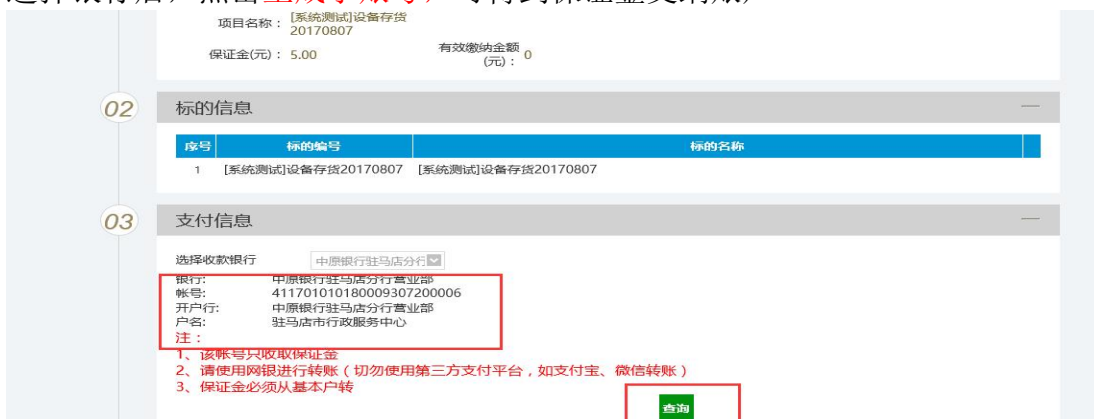 项目名称： [系统测试]设备存货
20170807
保证金(元)： 5.00 有效缴纳金额
(元)： 0
02 标的信息
序号 标的编号 标的名称
1 [系统测试]设备存货20170807 [系统测试]设备存货20170807
03 支付信息
选择收款银行 中原银行驻马店分行
银行: 中原银行驻马店分行营业部
帐号: 411701010180009307200006
开户行: 中原银行驻马店分行营业部
户名: 驻马店市行政服务中心
注：
1、该帐号只收取保证金
2、请使用网银进行转账（切勿使用第三方支付平台，如支付宝、微信转账）
3、保证金必须从基本户转
查询